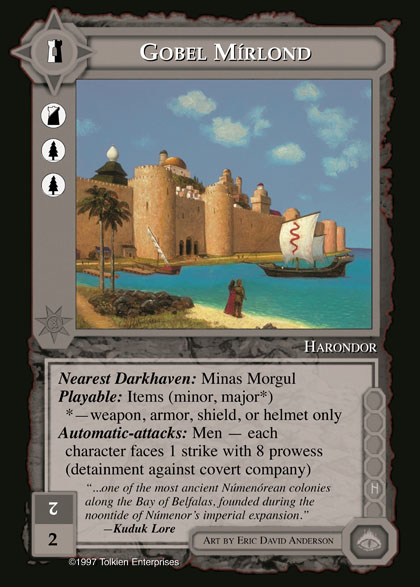 Gobel Mírlond
Harondor
Nearest Darkhaven: Minas Morgul
Playable: Items (minor, major*)
*—weapon, armor, shield, or helmet only
Automatic-attacks: Men — each
character faces 1 strike with 8 prowess
(detainment against covert company)
“...one of the most ancient Númenórean colonies
along the Bay of Belfalas, founded during the
noontide of Númenor's imperial expansion.”
—Kuduk Lore
2
2
H
Art by Eric David Anderson
©1997 Tolkien Enterprises